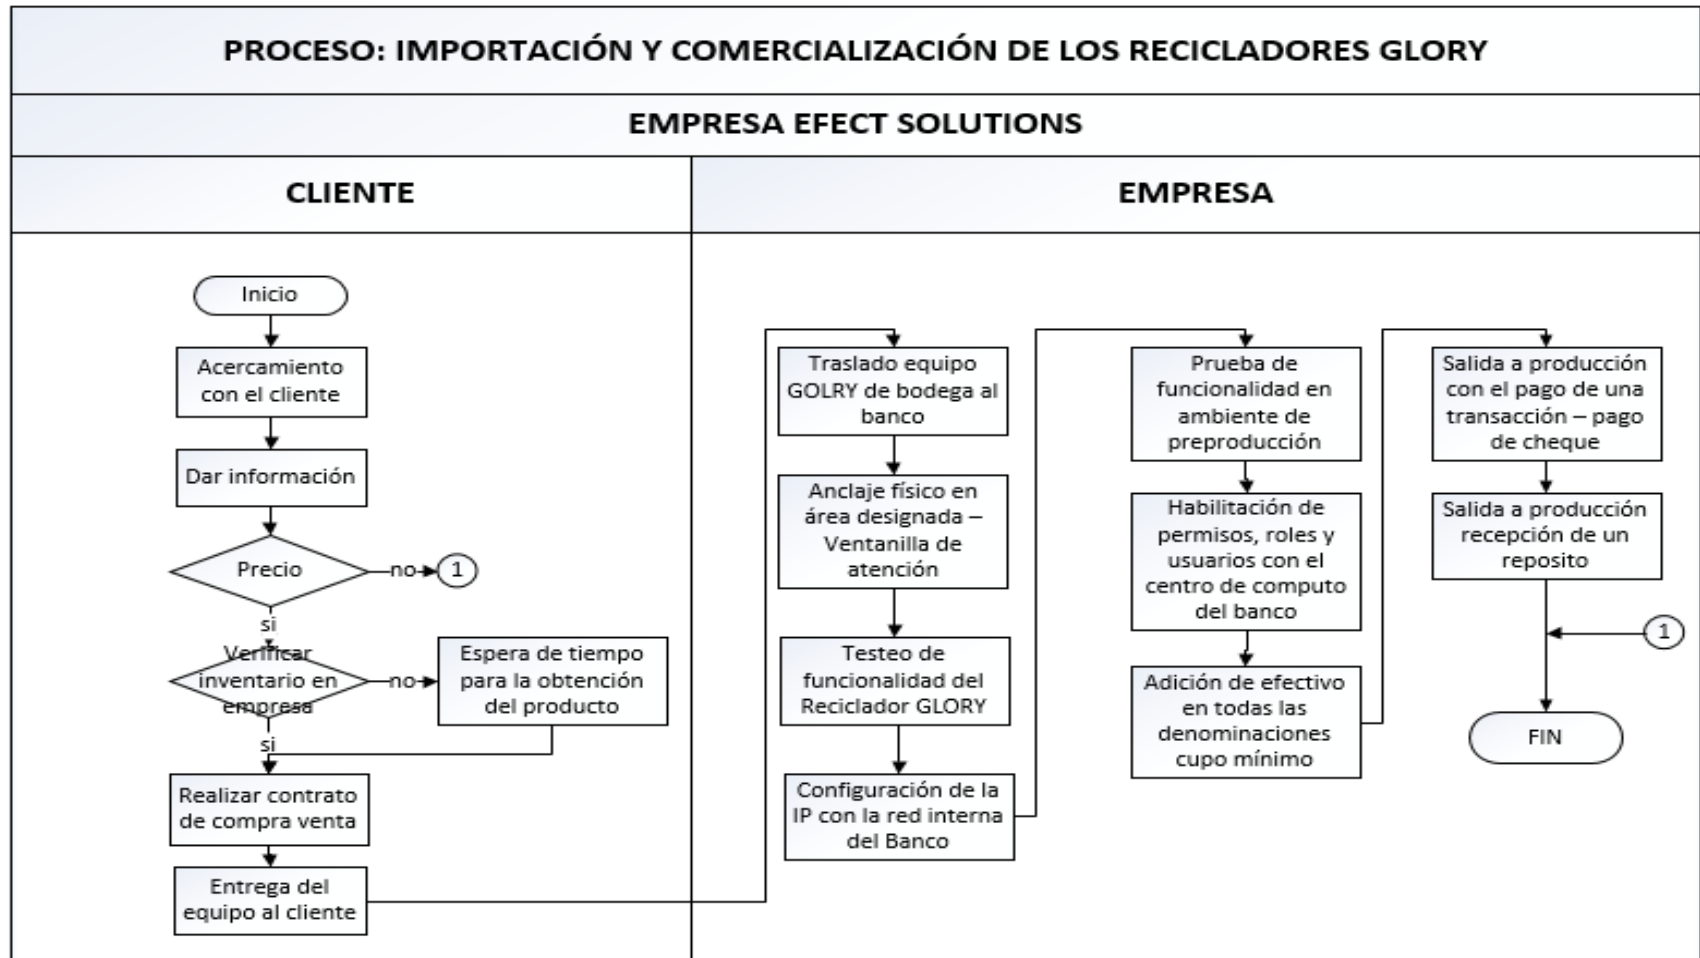 PROCESO: IMPORTACIÓN Y COMERCIALIZACIÓN DE LOS RECICLADORES GLORY
EMPRESA EFECT SOLUTIONS
CLIENTE
EMPRESA
Inicio
Acercamiento
con el cliente
Dar información
Precio
no
1
si
Verificar
inventario en
empresa
no
Espera de tiempo
para la obtención
del producto
si
Realizar contrato
de compra venta
Entrega del
equipo al cliente
Traslado equipo
GOLRY de bodega al
banco
Anclaje físico en
área designada –
Ventanilla de
atención
Testeo de
funcionalidad del
Reciclador GLORY
Configuración de la
IP con la red interna
del Banco
Prueba de
funcionalidad en
ambiente de
preproducción
Habilitación de
permisos, roles y
usuarios con el
centro de computo
del banco
Adición de efectivo
en todas las
denominaciones
cupo mínimo
Salida a producción
con el pago de una
transacción – pago
de cheque
Salida a producción
recepción de un
reposito
1
FIN